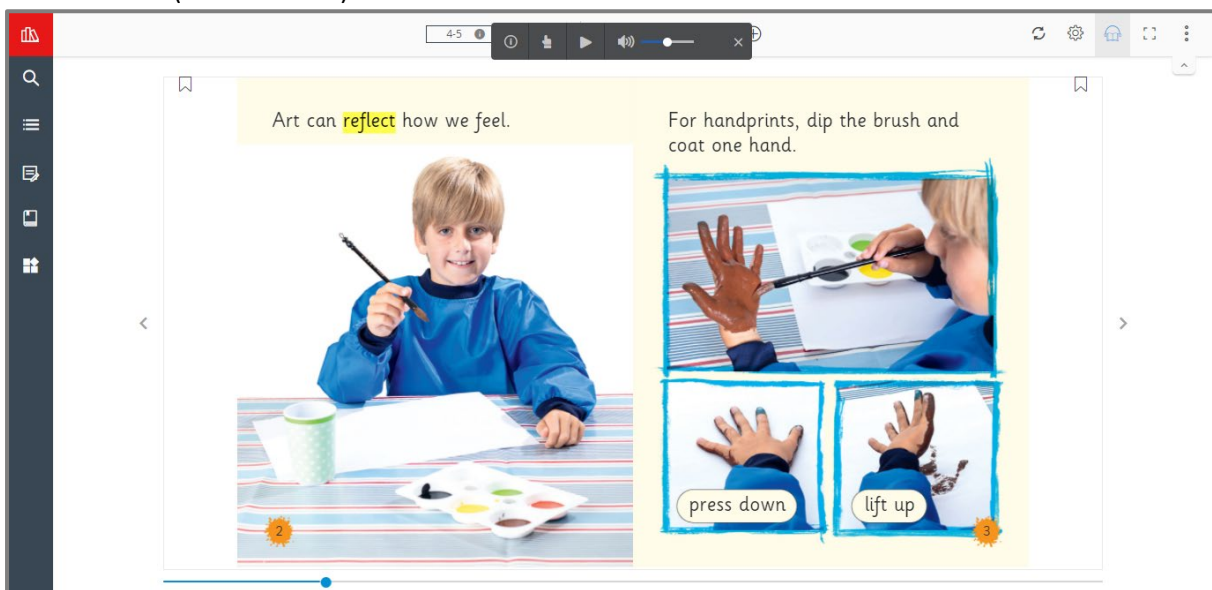 4-5
Art can reflect how we feel.
For handprints, dip the brush and
coat one hand.
press down
lift up
2
3